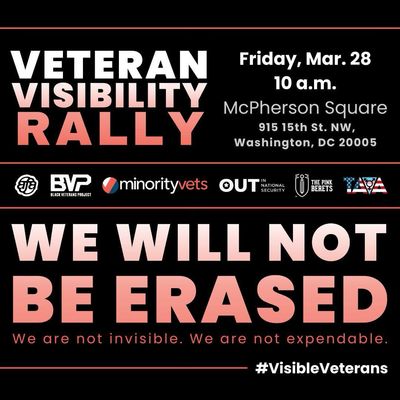 VETERAN
VISIBILITY
RALLY
Friday, Mar. 28
10 a.m.
McPherson Square
915 15th St. NW,
Washington, DC 20005
BVP
BLACK VETERANS PROJECT
minorityvets
OUT IN NATIONAL SECURITY
THE PINK BERETS
TAVA
WE WILL NOT
BE ERASED
We are not invisible. We are not expendable.
#VisibleVeterans